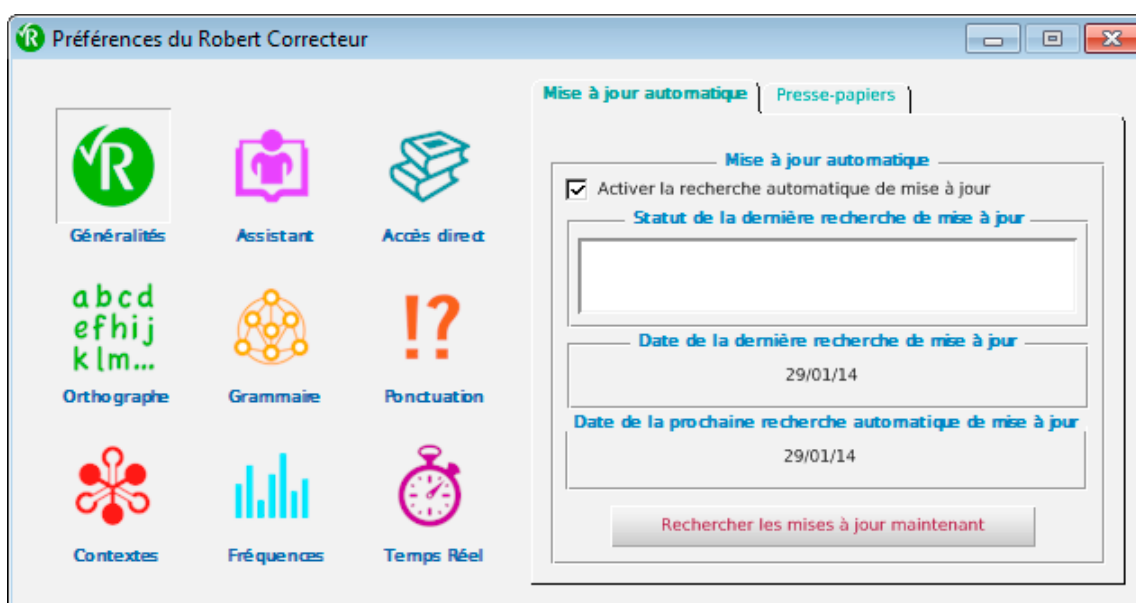 Préférences du Robert Correcteur
Mise à jour automatique
Presse-papiers
Généralités
Assistant
Accès direct
abcd
efhij
klm...
!?
Orthographe
Grammaire
Ponctuation
Contextes
Fréquences
Temps Réel
Mise à jour automatique
Activer la recherche automatique de mise à jour
Statut de la dernière recherche de mise à jour
Date de la dernière recherche de mise à jour
29/01/14
Date de la prochaine recherche automatique de mise à jour
29/01/14
Rechercher les mises à jour maintenant